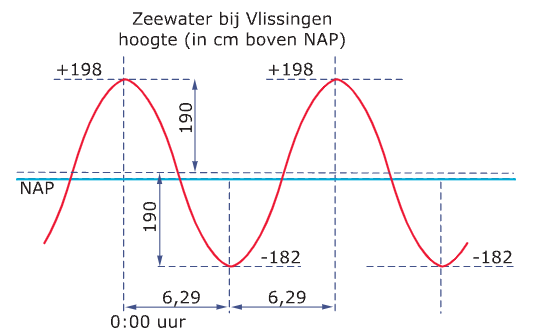 Zeewater bij Vlissingen
hoogte (in cm boven NAP)
+198
+198
190
NAP
190
-182
-182
6,29
6,29
0:00 uur